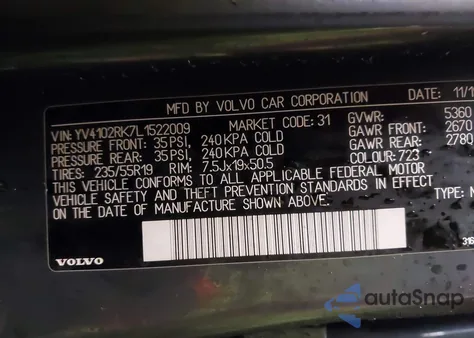 MFD BY VOLVO CAR CORPORATION DATE: 11/1
VIN: YV4102RK7L1522009 MARKET CODE: 31 GVWR: 5360
PRESSURE FRONT: 35PSI, 240KPA COLD GAWR FRONT: 2670
PRESSURE REAR: 35PSI, 240KPA COLD GAWR REAR: 2780
TIRES: 235/55R19 RIM: 7.5Jx19x50.5 COLOUR: 723
THIS VEHICLE CONFORMS TO ALL APPLICABLE FEDERAL MOTOR
VEHICLE SAFETY AND THEFT PREVENTION STANDARDS IN EFFECT
ON DATE OF MANUFACTURE SHOWN ABOVE. TYPE:
VOLVO 316
autaSnap